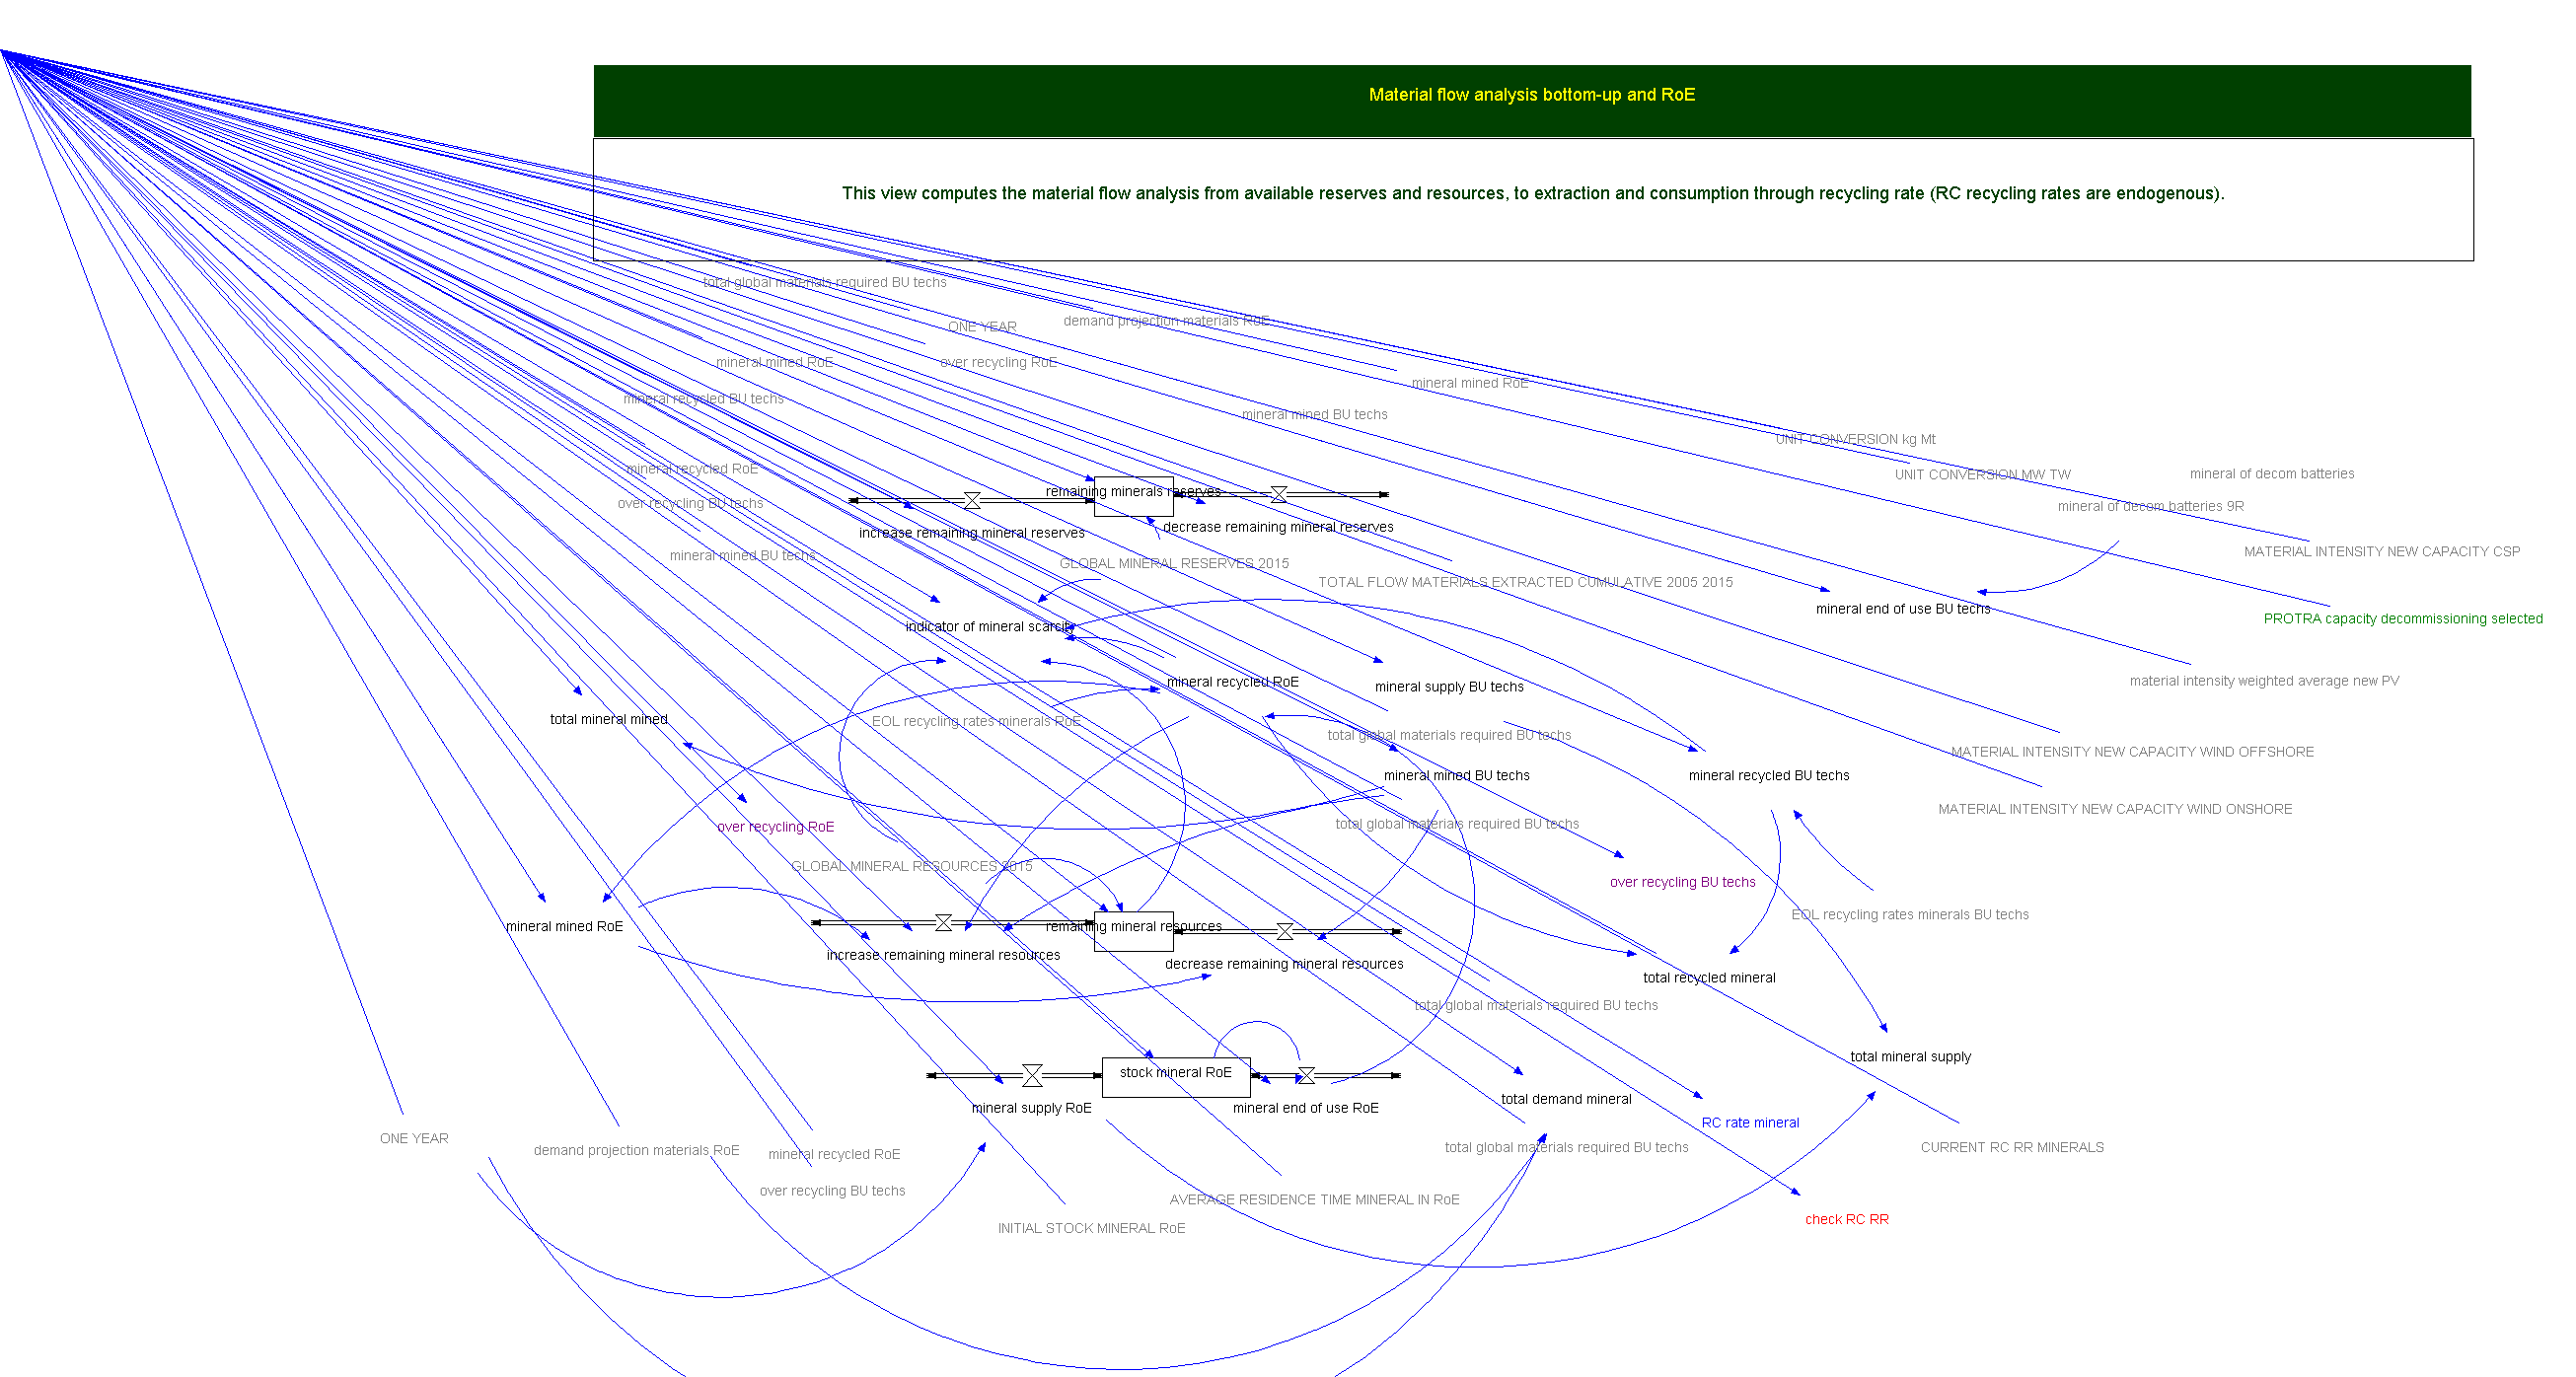 Material flow analysis bottom-up and RoE
This view computes the material flow analysis from available reserves and resources, to extraction and consumption through recycling rate (RC recycling rates are endogenous).
total global materials required BU techs
ONE YEAR
demand projection materials RoE
mineral mined RoE
over recycling RoE
mineral mined RoE
mineral recycled BU techs
mineral mined BU techs
UNIT CONVERSION kg Mt
mineral recycled RoE
UNIT CONVERSION MW TW
mineral of decom batteries
remaining minerals reserves
over recycling BU techs
mineral of decom batteries 9R
increase remaining mineral reserves
decrease remaining mineral reserves
mineral mined BU techs
GLOBAL MINERAL RESERVES 2015
MATERIAL INTENSITY NEW CAPACITY CSP
TOTAL FLOW MATERIALS EXTRACTED CUMULATIVE 2005 2015
mineral end of use BU techs
PROTRA capacity decommissioning selected
indicator of mineral scarcity
mineral recycled RoE
mineral supply BU techs
material intensity weighted average new PV
total mineral mined
EOL recycling rates minerals RoE
total global materials required BU techs
MATERIAL INTENSITY NEW CAPACITY WIND OFFSHORE
mineral mined BU techs
mineral recycled BU techs
MATERIAL INTENSITY NEW CAPACITY WIND ONSHORE
over recycling RoE
total global materials required BU techs
GLOBAL MINERAL RESOURCES 2015
over recycling BU techs
EOL recycling rates minerals BU techs
mineral mined RoE
remaining mineral resources
increase remaining mineral resources
decrease remaining mineral resources
total recycled mineral
total global materials required BU techs
total mineral supply
stock mineral RoE
mineral supply RoE
mineral end of use RoE
total demand mineral
RC rate mineral
ONE YEAR
demand projection materials RoE
mineral recycled RoE
total global materials required BU techs
CURRENT RC RR MINERALS
over recycling BU techs
AVERAGE RESIDENCE TIME MINERAL IN RoE
INITIAL STOCK MINERAL RoE
check RC RR